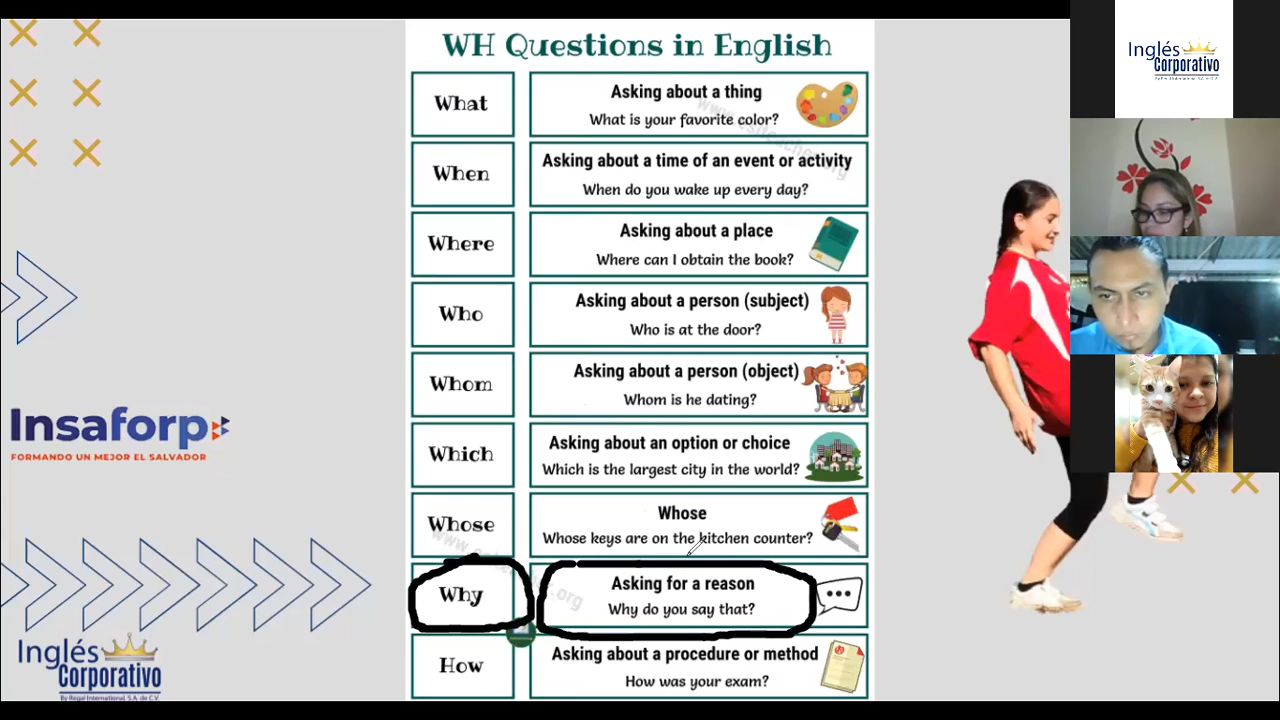 WH Questions in English
What
Asking about a thing
What is your favorite color?
When
Asking about a time of an event or activity
When do you wake up every day?
Where
Asking about a place
Where can I obtain the book?
Who
Asking about a person (subject)
Who is at the door?
Whom
Asking about a person (object)
Whom is he dating?
Which
Asking about an option or choice
Which is the largest city in the world?
Whose
Whose
Whose keys are on the kitchen counter?
Why
Asking for a reason
Why do you say that?
How
Asking about a procedure or method
How was your exam?
Insaforp
FORMANDO UN MEJOR EL SALVADOR
Inglés
Corporativo
By Regal International, S.A. de C.V.
Inglés
Corporativo